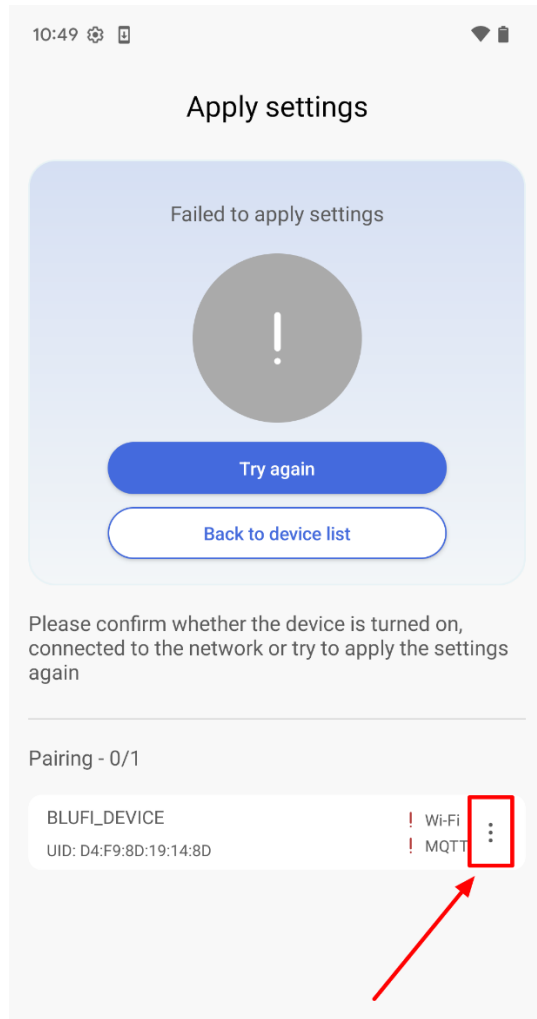 10:49
Apply settings
Failed to apply settings
!
Try again
Back to device list
Please confirm whether the device is turned on,
connected to the network or try to apply the settings
again
Pairing - 0/1
BLUFI_DEVICE
! Wi-Fi
UID: D4:F9:8D:19:14:8D
! MQTT